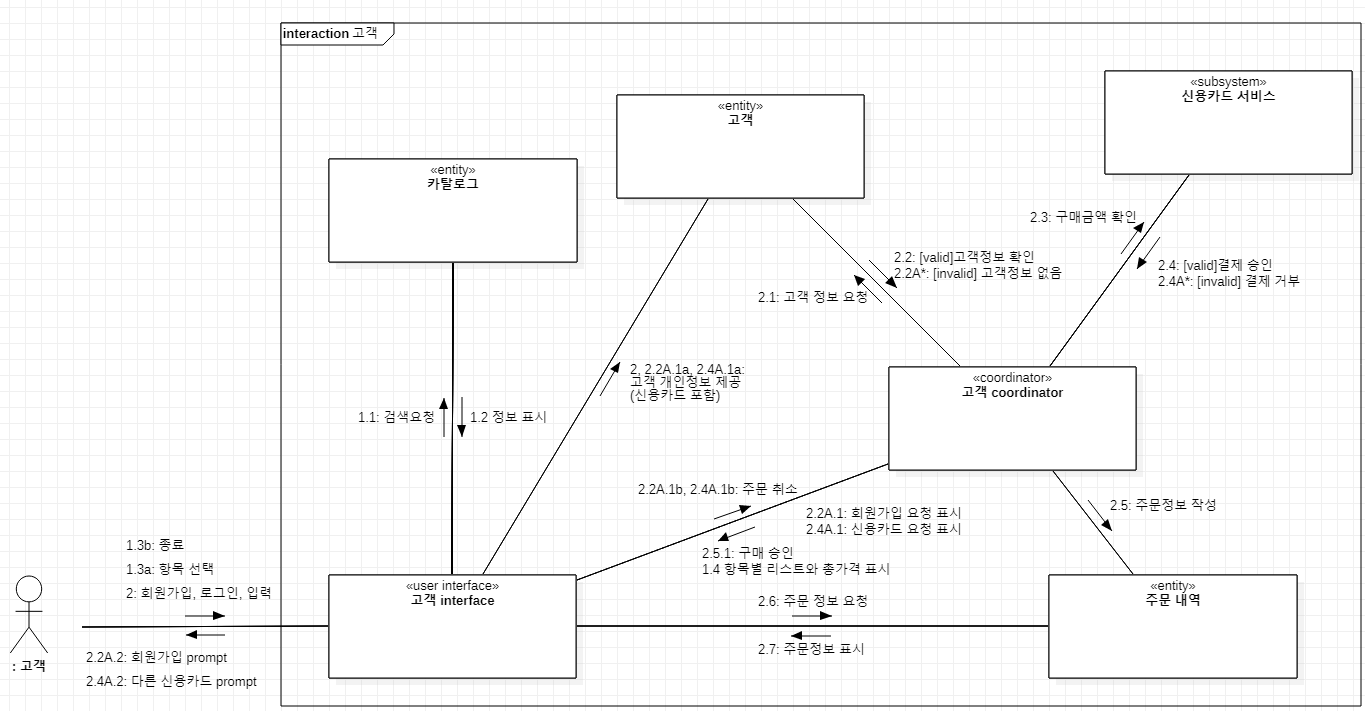 interaction 고객
«subsystem»
신용카드 서비스
«entity»
고객
«entity»
카탈로그
2.3: 구매금액 확인
2.2: [valid]고객정보 확인
2.2A*: [invalid] 고객정보 없음
2.4: [valid]결제 승인
2.4A*: [invalid] 결제 거부
2.1: 고객 정보 요청
2, 2.2A.1a, 2.4A.1a:
고객 개인정보 제공
(신용카드 포함)
«coordinator»
고객 coordinator
1.1: 검색요청
1.2 정보 표시
2.2A.1b, 2.4A.1b: 주문 취소
2.2A.1: 회원가입 요청 표시
2.4A.1: 신용카드 요청 표시
2.5: 주문정보 작성
2.5.1: 구매 승인
1.4 항목별 리스트와 총가격 표시
1.3b: 종료
1.3a: 항목 선택
2: 회원가입, 로그인, 입력
«user interface»
고객 interface
2.6: 주문 정보 요청
2.7: 주문정보 표시
«entity»
주문 내역
: 고객
2.2A.2: 회원가입 prompt
2.4A.2: 다른 신용카드 prompt